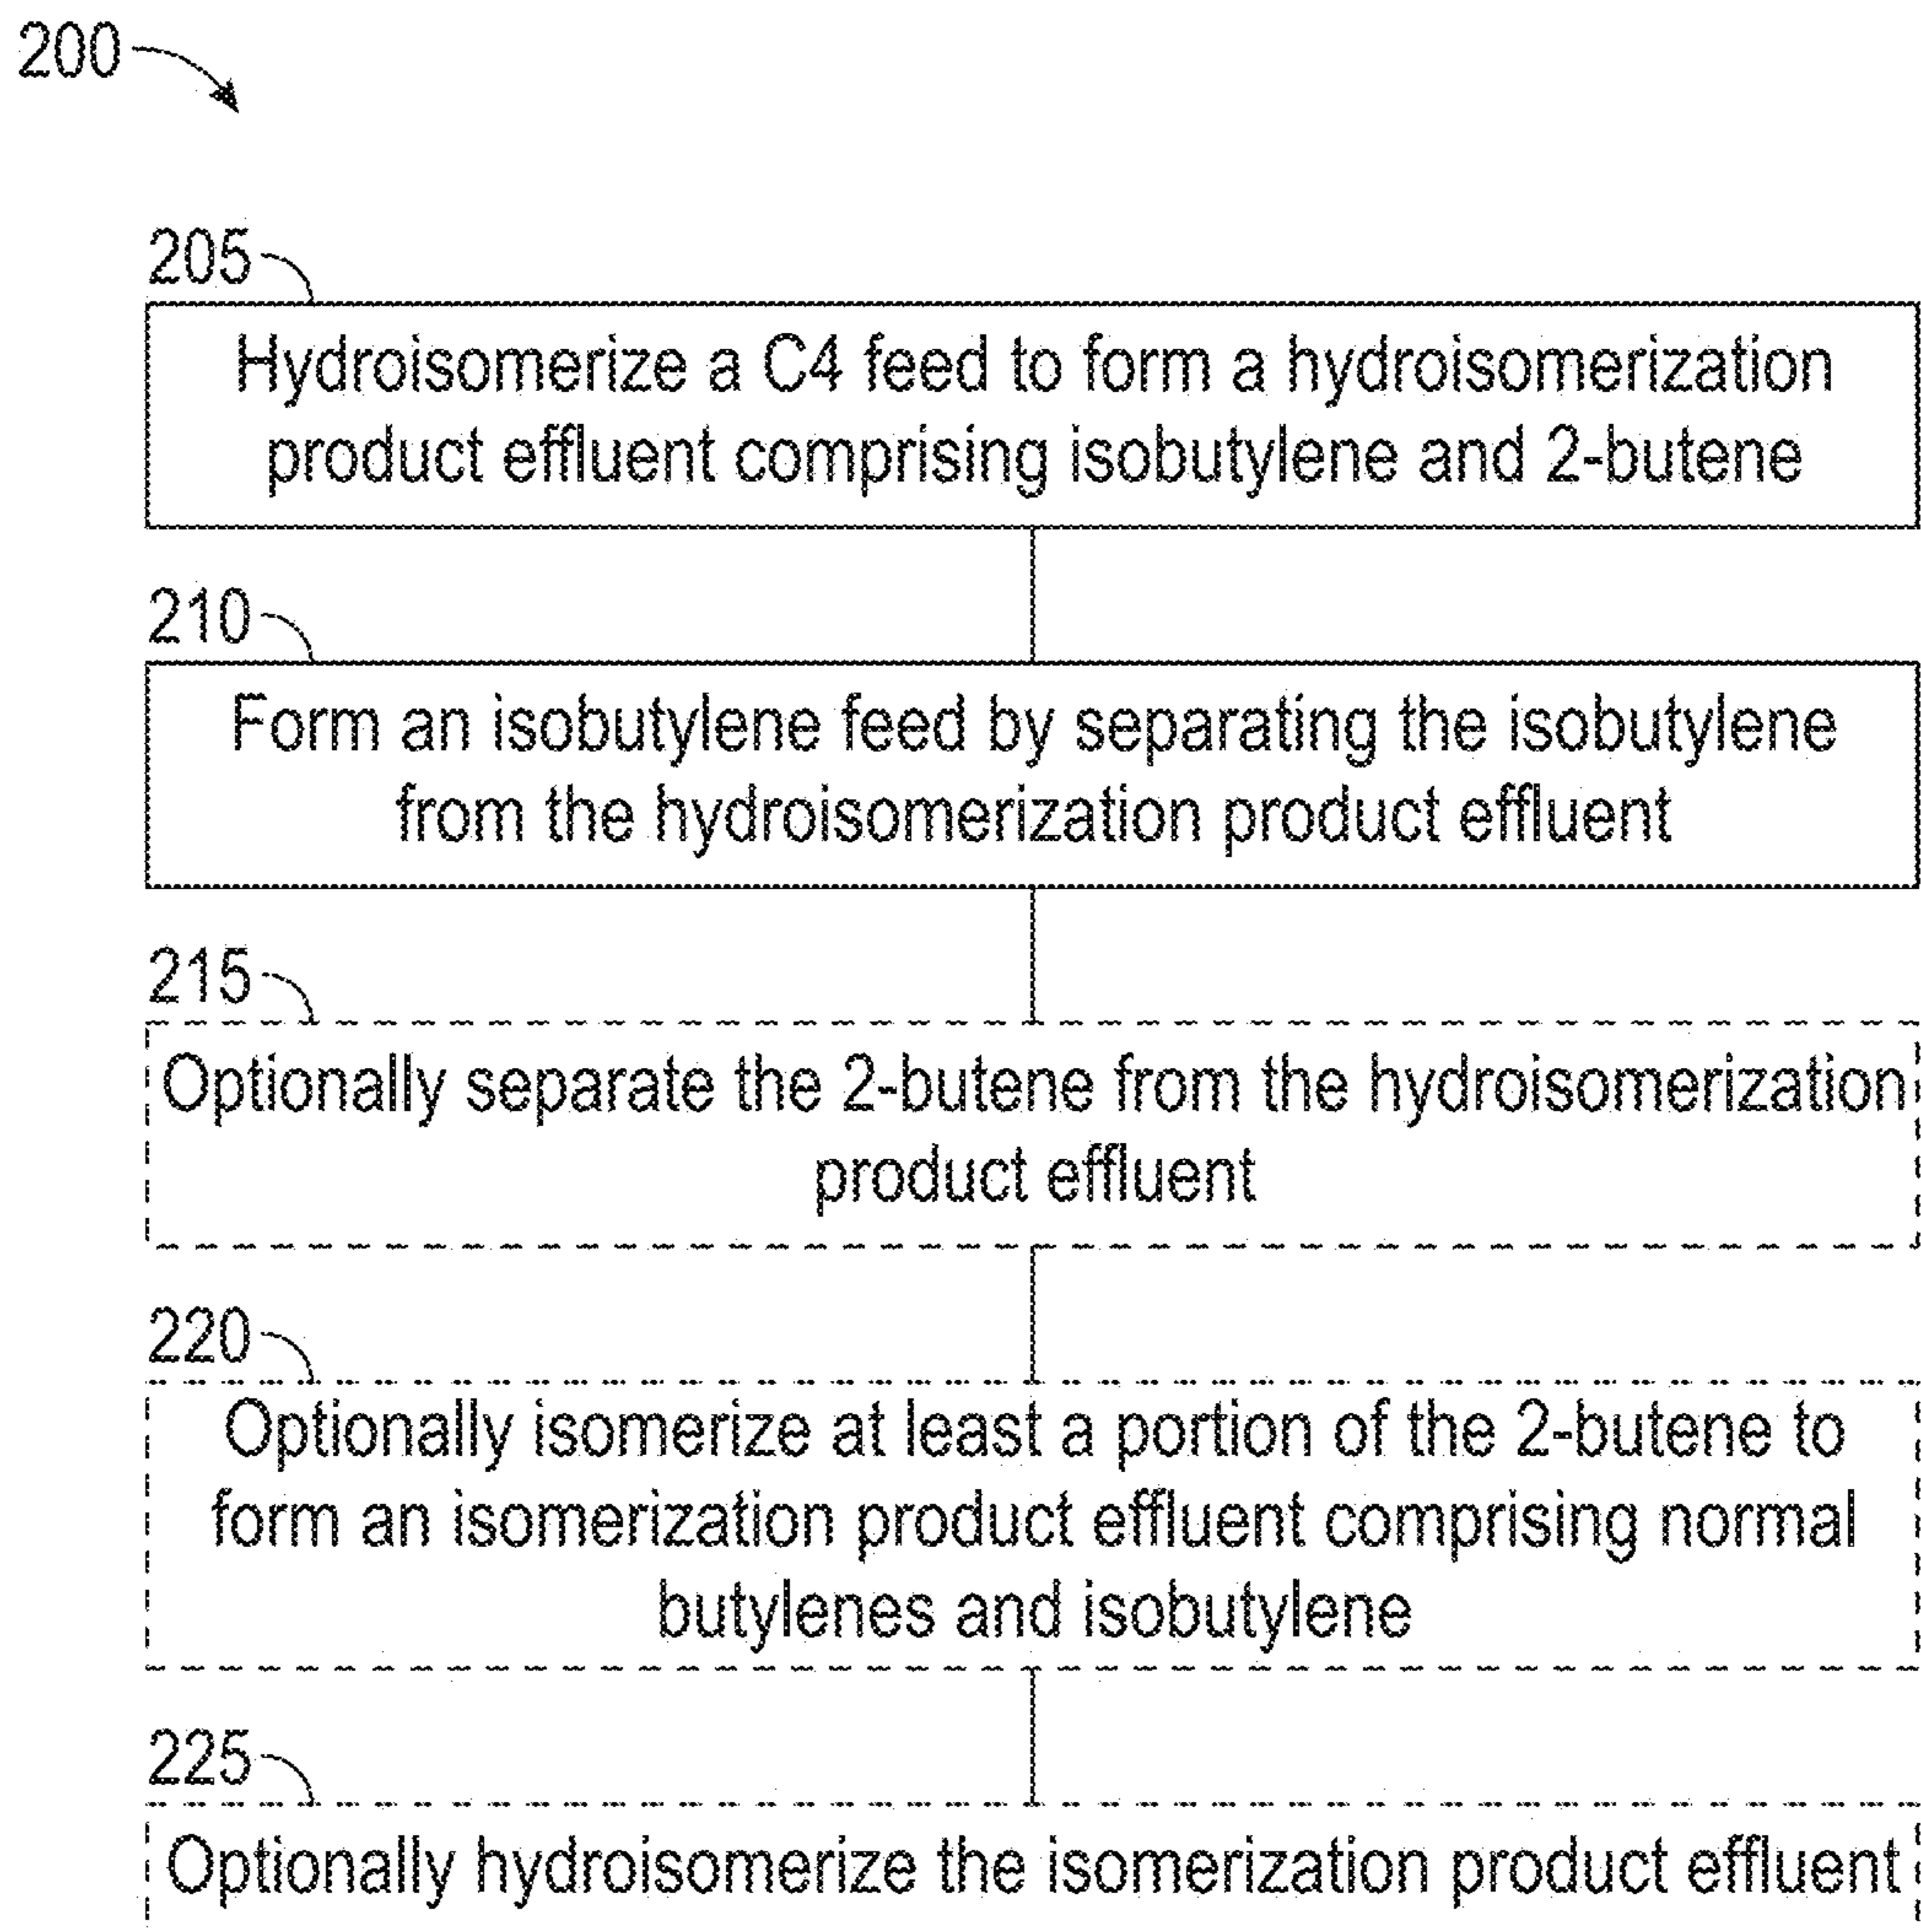 200
205
Hydroisomerize a C4 feed to form a hydroisomerization
product effluent comprising isobutylene and 2-butene
210
Form an isobutylene feed by separating the isobutylene
from the hydroisomerization product effluent
215
Optionally separate the 2-butene from the hydroisomerization
product effluent
220
Optionally isomerize at least a portion of the 2-butene to
form an isomerization product effluent comprising normal
butylenes and isobutylene
225
Optionally hydroisomerize the isomerization product effluent